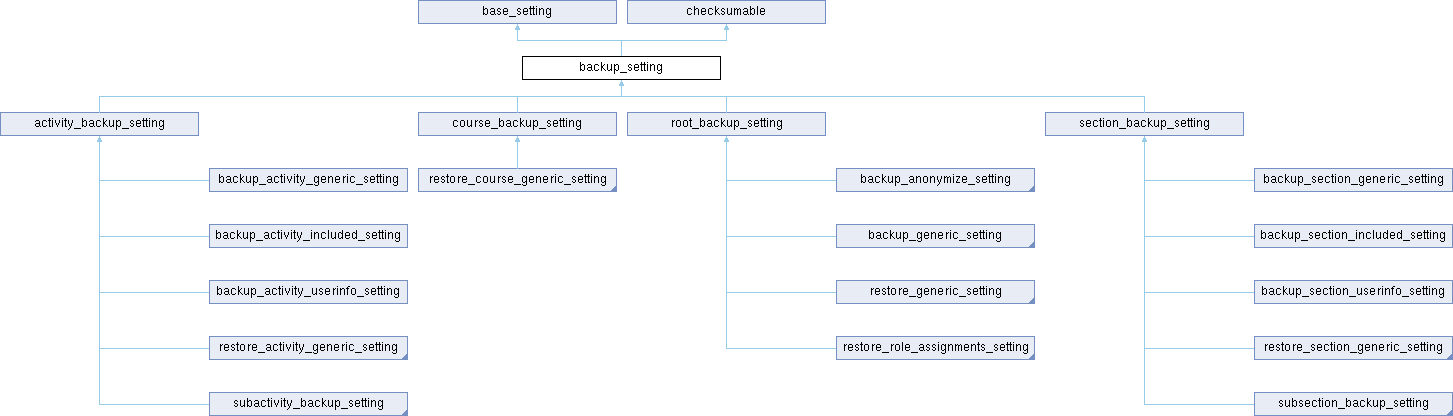 base_setting
checksumable
backup_setting
activity_backup_setting
course_backup_setting
root_backup_setting
section_backup_setting
backup_activity_generic_setting
restore_course_generic_setting
backup_anonymize_setting
backup_section_generic_setting
backup_activity_included_setting
backup_generic_setting
backup_section_included_setting
backup_activity_userinfo_setting
restore_generic_setting
backup_section_userinfo_setting
restore_activity_generic_setting
restore_role_assignments_setting
restore_section_generic_setting
subactivity_backup_setting
subsection_backup_setting